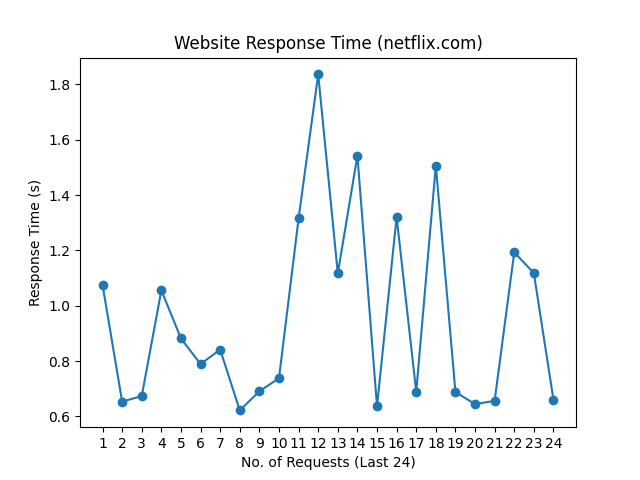 Website Response Time (netflix.com)
Response Time (s)
1.8
1.6
1.4
1.2
1.0
0.8
0.6
1 2 3 4 5 6 7 8 9 10 11 12 13 14 15 16 17 18 19 20 21 22 23 24
No. of Requests (Last 24)